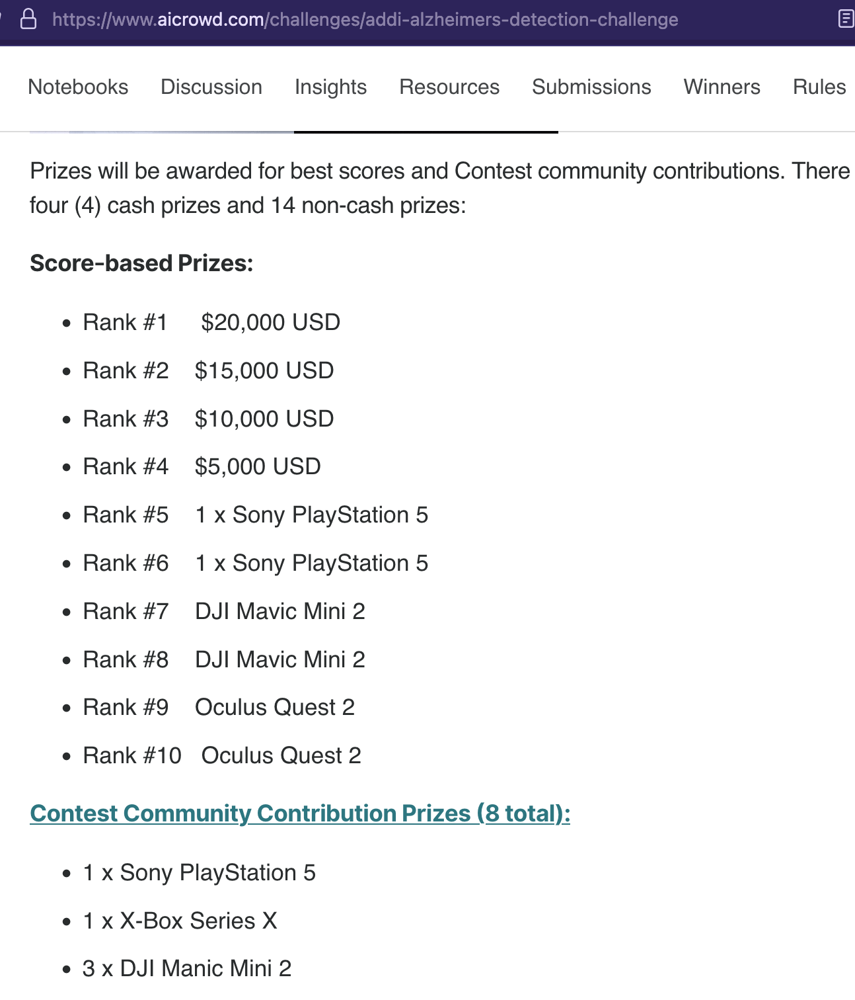 https://www.aicrowd.com/challenges/addi-alzheimers-detection-challenge
Notebooks Discussion Insights Resources Submissions Winners Rules
Prizes will be awarded for best scores and Contest community contributions. There
four (4) cash prizes and 14 non-cash prizes:
Score-based Prizes:
• Rank #1 $20,000 USD
• Rank #2 $15,000 USD
• Rank #3 $10,000 USD
• Rank #4 $5,000 USD
• Rank #5 1 x Sony PlayStation 5
• Rank #6 1 x Sony PlayStation 5
• Rank #7 DJI Mavic Mini 2
• Rank #8 DJI Mavic Mini 2
• Rank #9 Oculus Quest 2
• Rank #10 Oculus Quest 2
Contest Community Contribution Prizes (8 total):
• 1 x Sony PlayStation 5
• 1 x X-Box Series X
• 3 x DJI Manic Mini 2